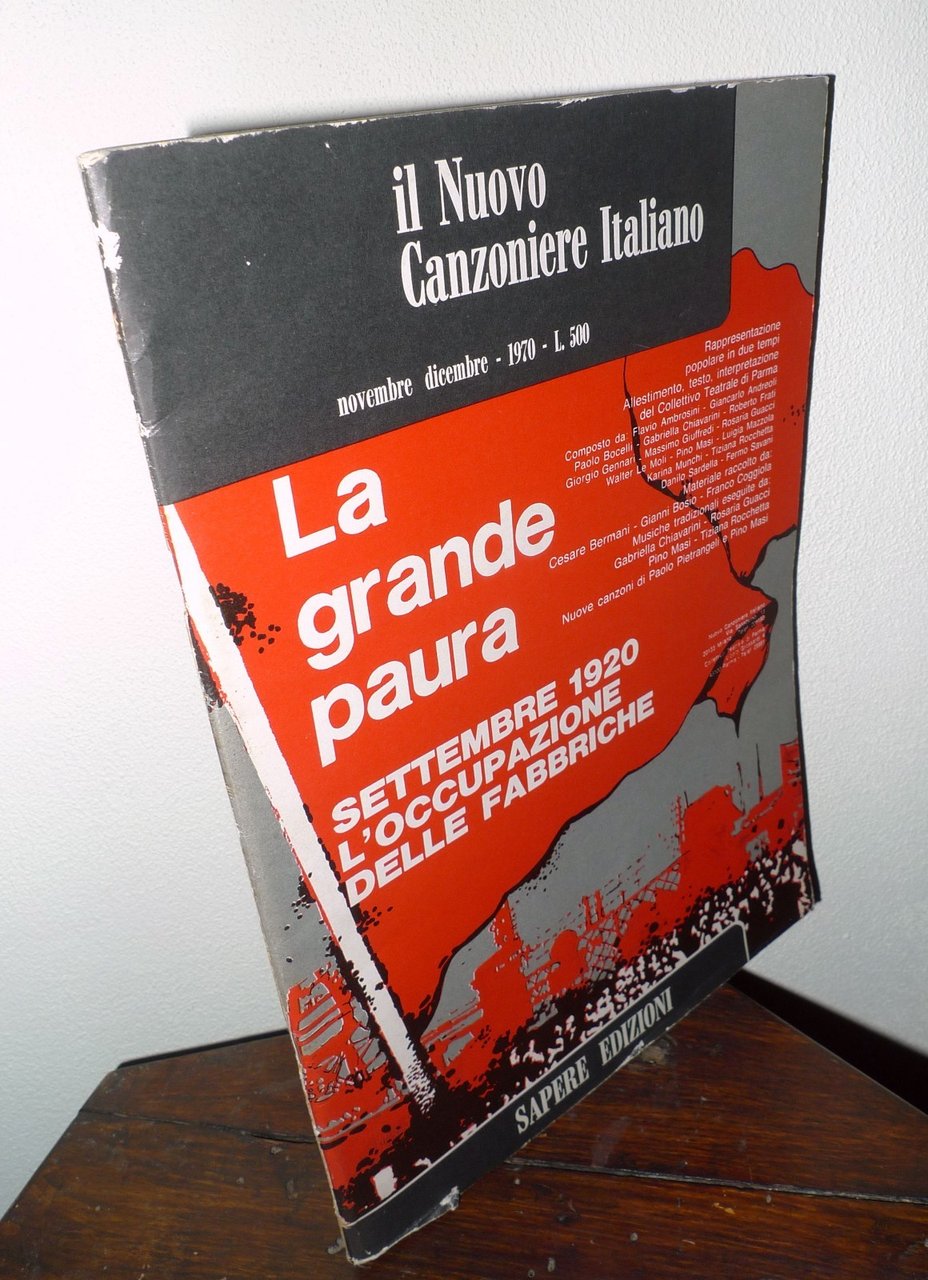 il Nuovo
Canzoniere Italiano
novembre dicembre - 1970 - L. 500
Rappresentazione
popolare in due tempi
Allestimento, testo, interpretazione
del Collettivo Teatrale di Parma
Composto da: Flavio Ambrosini - Giancarlo Andreoli
Paolo Bocelli - Gabriella Chiavarini - Roberto Frati
Giorgio Gennari - Massimo Giuffredi - Rosaria Guacci
Walter Le Moli - Pino Masi - Luigia Mazzola
Karina Munchi - Tiziana Rocchetta
Danilo Sardella - Fermo Savani
Materiale raccolto da:
Cesare Bermani - Gianni Bosio - Franco Coggiola
Musiche tradizionali eseguite da:
Gabriella Chiavarini - Rosaria Guacci
Pino Masi - Tiziana Rocchetta
Nuove canzoni di Paolo Pietrangeli e Pino Masi
La
grande
paura
SETTEMBRE 1920
L'OCCUPAZIONE
DELLE FABBRICHE
Nuovo Canzoniere Italiano
SAPERE EDIZIONI